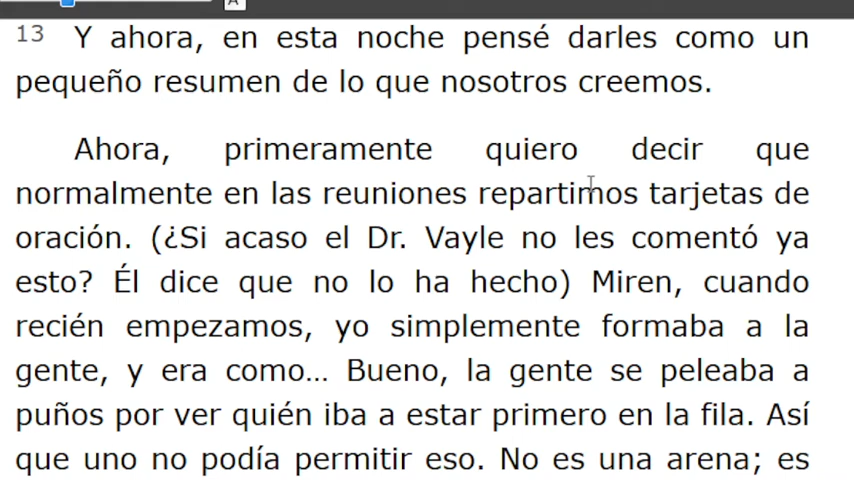 A
13 Y ahora, en esta noche pensé darles como un
pequeño resumen de lo que nosotros creemos.
Ahora, primeramente quiero decir que
normalmente en las reuniones repartimos tarjetas de
oración. (¿Si acaso el Dr. Vayle no les comentó ya
esto? Él dice que no lo ha hecho) Miren, cuando
recién empezamos, yo simplemente formaba a la
gente, y era como... Bueno, la gente se peleaba a
puños por ver quién iba a estar primero en la fila. Así
que uno no podía permitir eso. No es una arena; es